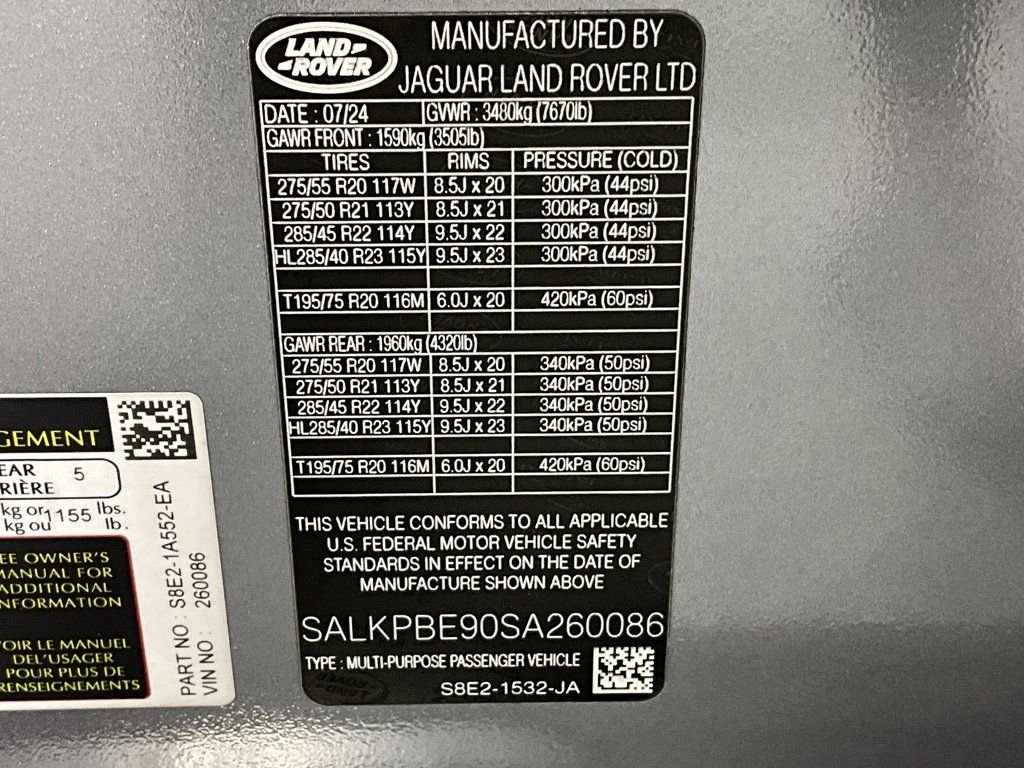 LAND-
-ROVER
MANUFACTURED BY
JAGUAR LAND ROVER LTD
DATE : 07/24 GVWR : 3480kg (7670lb)
GAWR FRONT : 1590kg (3505lb)
TIRES RIMS PRESSURE (COLD)
275/55 R20 117W 8.5J x 20 300kPa (44psi)
275/50 R21 113Y 8.5J x 21 300kPa (44psi)
285/45 R22 114Y 9.5J x 22 300kPa (44psi)
HL285/40 R23 115Y 9.5J x 23 300kPa (44psi)
T195/75 R20 116M 6.0J x 20 420kPa (60psi)
GAWR REAR : 1960kg (4320lb)
275/55 R20 117W 8.5J x 20 340kPa (50psi)
275/50 R21 113Y 8.5J x 21 340kPa (50psi)
285/45 R22 114Y 9.5J x 22 340kPa (50psi)
HL285/40 R23 115Y 9.5J x 23 340kPa (50psi)
T195/75 R20 116M 6.0J x 20 420kPa (60psi)
THIS VEHICLE CONFORMS TO ALL APPLICABLE
U.S. FEDERAL MOTOR VEHICLE SAFETY
STANDARDS IN EFFECT ON THE DATE OF
MANUFACTURE SHOWN ABOVE
SALKPBE90SA260086
TYPE : MULTI-PURPOSE PASSENGER VEHICLE
S8E2-1532-JA
GEMENT
EAR 5
RIÈRE
kg or 1155 lbs.
kg ou lb.
EE OWNER'S
MANUAL FOR
ADDITIONAL
NFORMATION
OIR LE MANUEL
DEL'USAGER
POUR PLUS DE
RENSEIGNEMENTS
PART NO : S8E2-1A552-EA
VIN NO : 260086